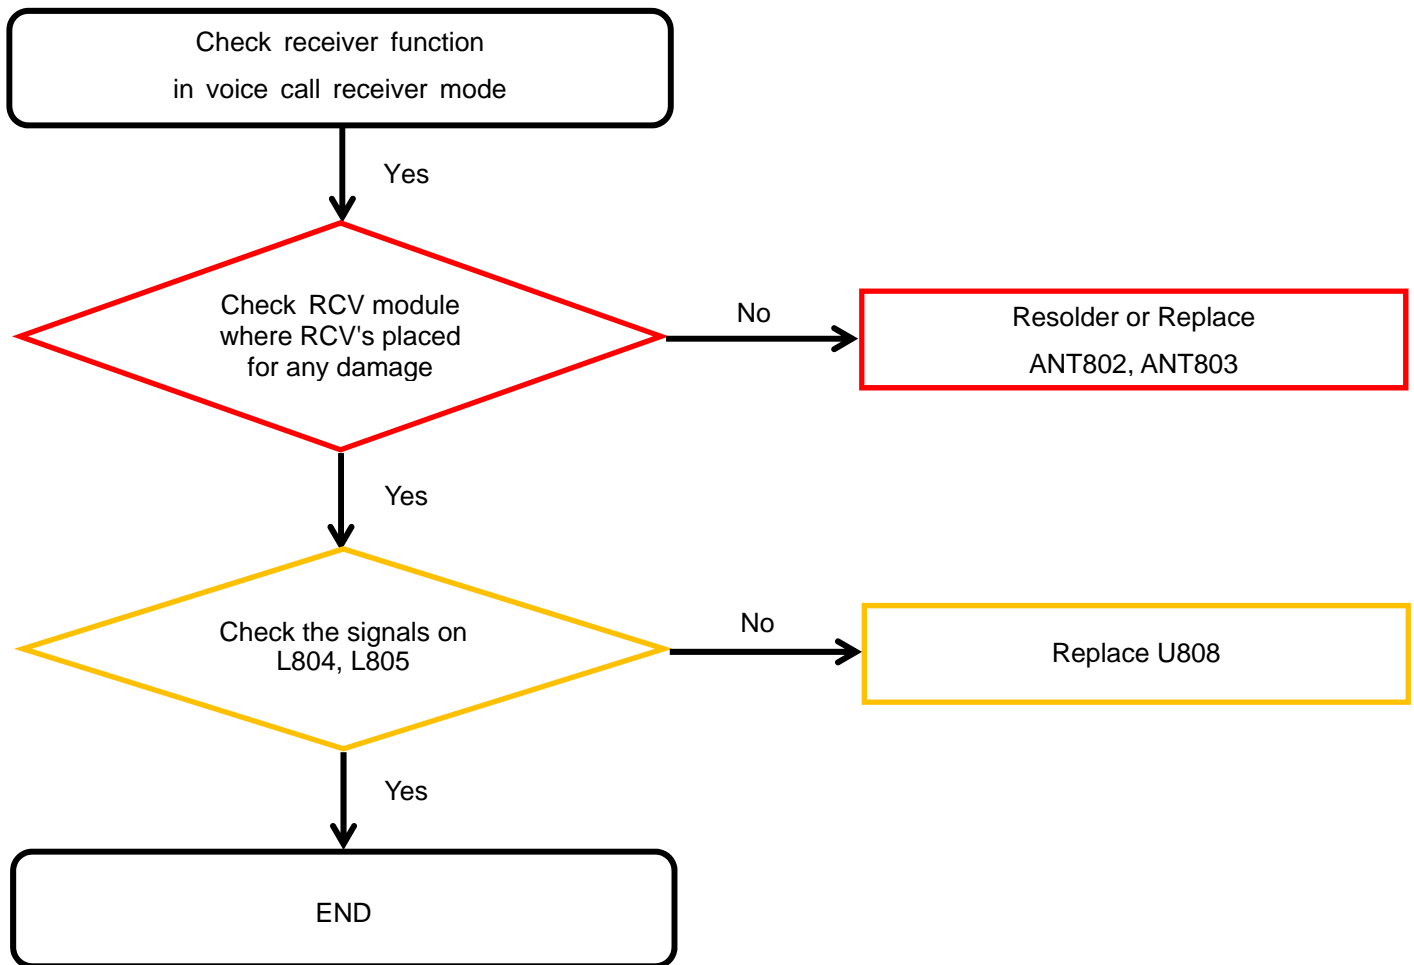 Check receiver function
in voice call receiver mode
Yes
Check RCV module
where RCV's placed
for any damage
No
Resolder or Replace
ANT802, ANT803
Yes
Check the signals on
L804, L805
No
Replace U808
Yes
END